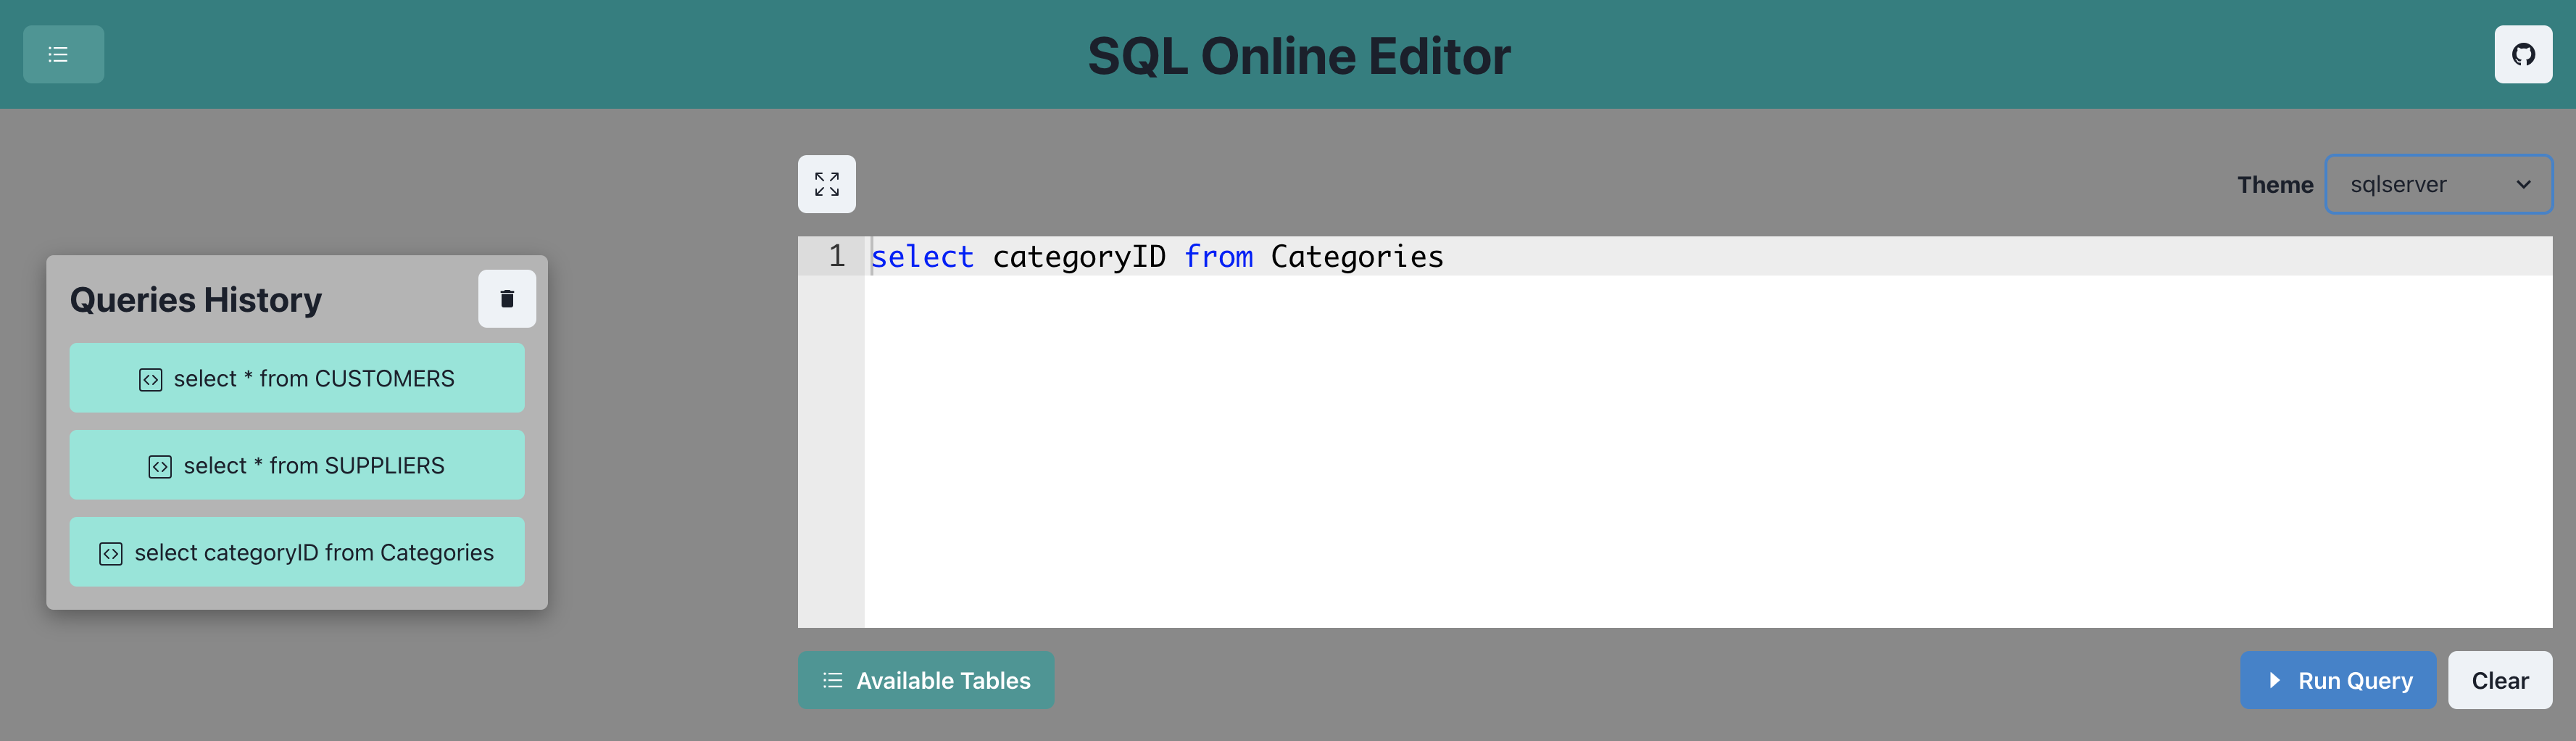 SQL Online Editor
Theme
sqlserver
Queries History
select * from CUSTOMERS
select * from SUPPLIERS
select categoryID from Categories
1
select categoryID from Categories
Available Tables
Run Query
Clear